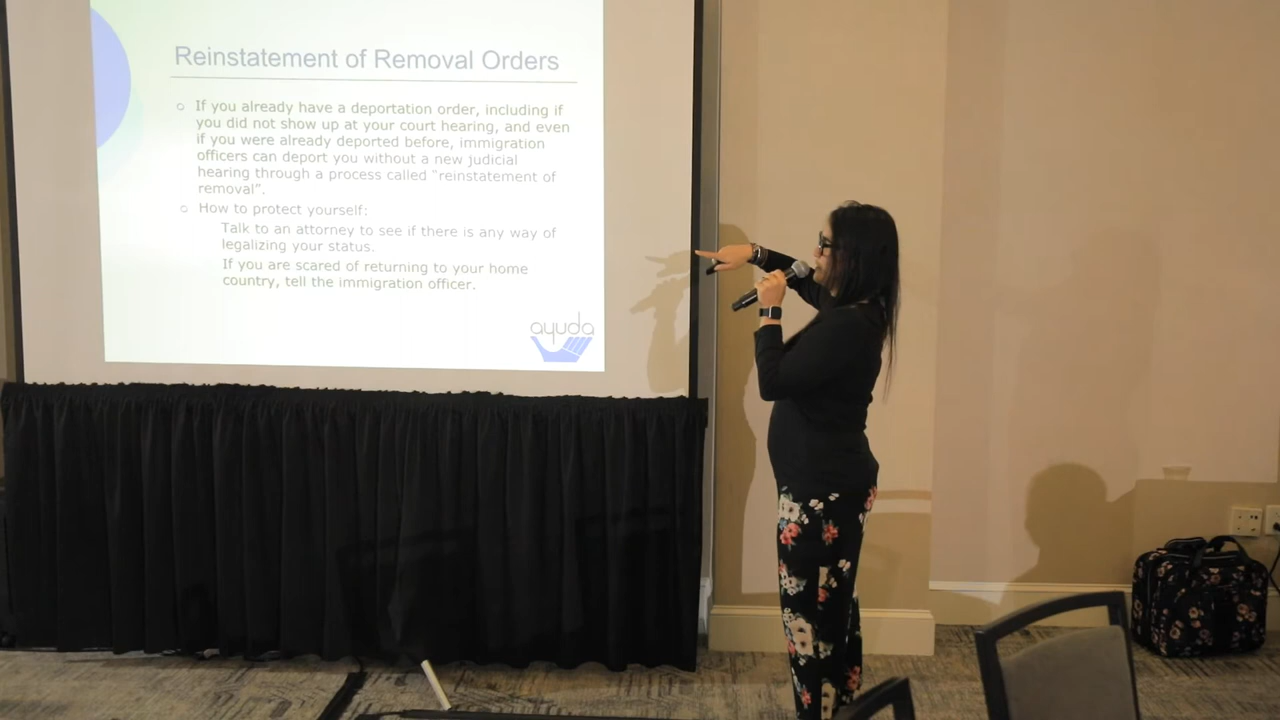 Reinstatement of Removal Orders
If you already have a deportation order, including if
you did not show up at your court hearing, and even
if you were already deported before, immigration
officers can deport you without a new judicial
hearing through a process called "reinstatement of
removal".
How to protect yourself:
Talk to an attorney to see if there is any way of
legalizing your status.
If you are scared of returning to your home
country, tell the immigration officer.
ayuda